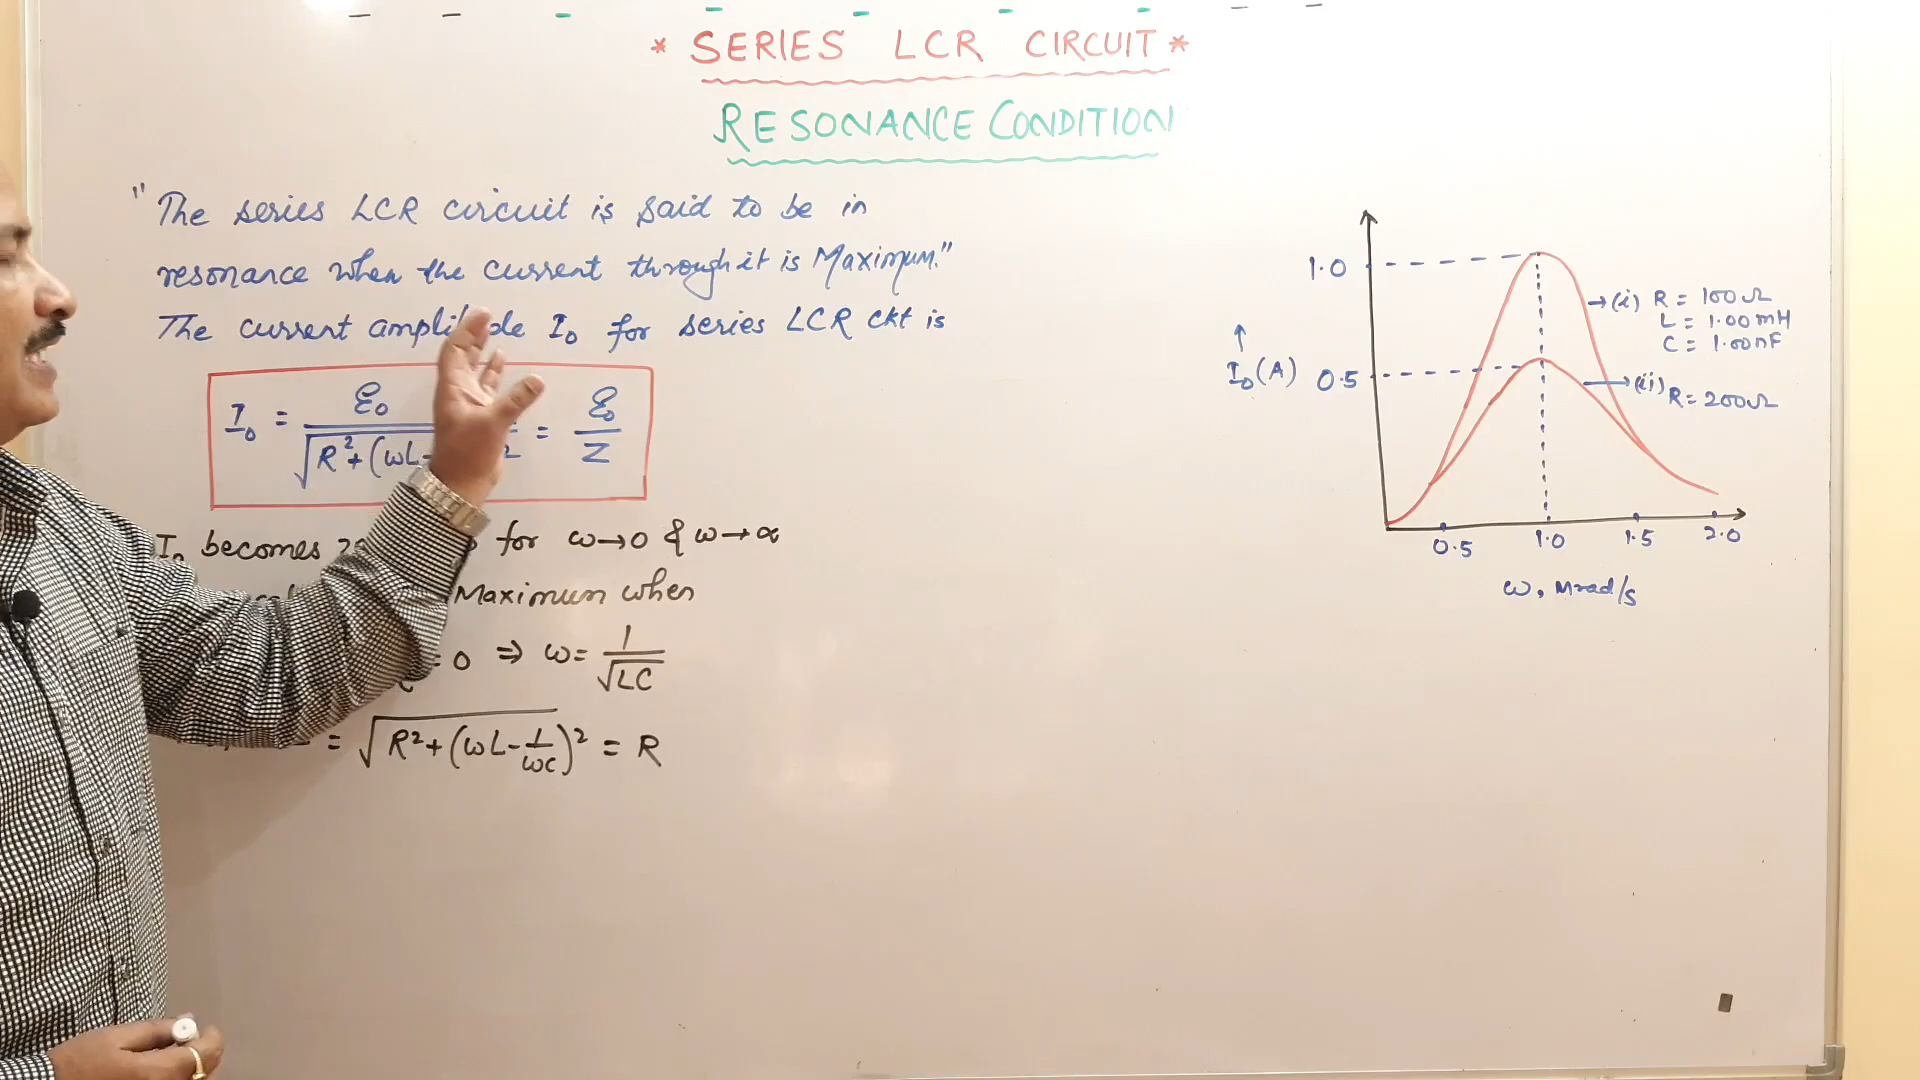 * SERIES LCR CIRCUIT *
RESONANCE CONDITION
"The series LCR circuit is said to be in
resonance when the current through it is Maximum."
The current amplitude I₀ for series LCR ckt is
I₀ = ℰ₀ / √R²+(ωL- ² = ℰ₀ / Z
I₀ becomes for ω→0 & ω→∝
Maximum when
= 0 ⇒ ω = 1/√LC
= √R²+(ωL-1/ωC)² = R
1.0
→(i) R = 100Ω
L = 1.00mH
C = 1.00nF
↑
I₀(A) 0.5
→(ii) R = 200Ω
0.5 1.0 1.5 2.0
ω, Mrad/s